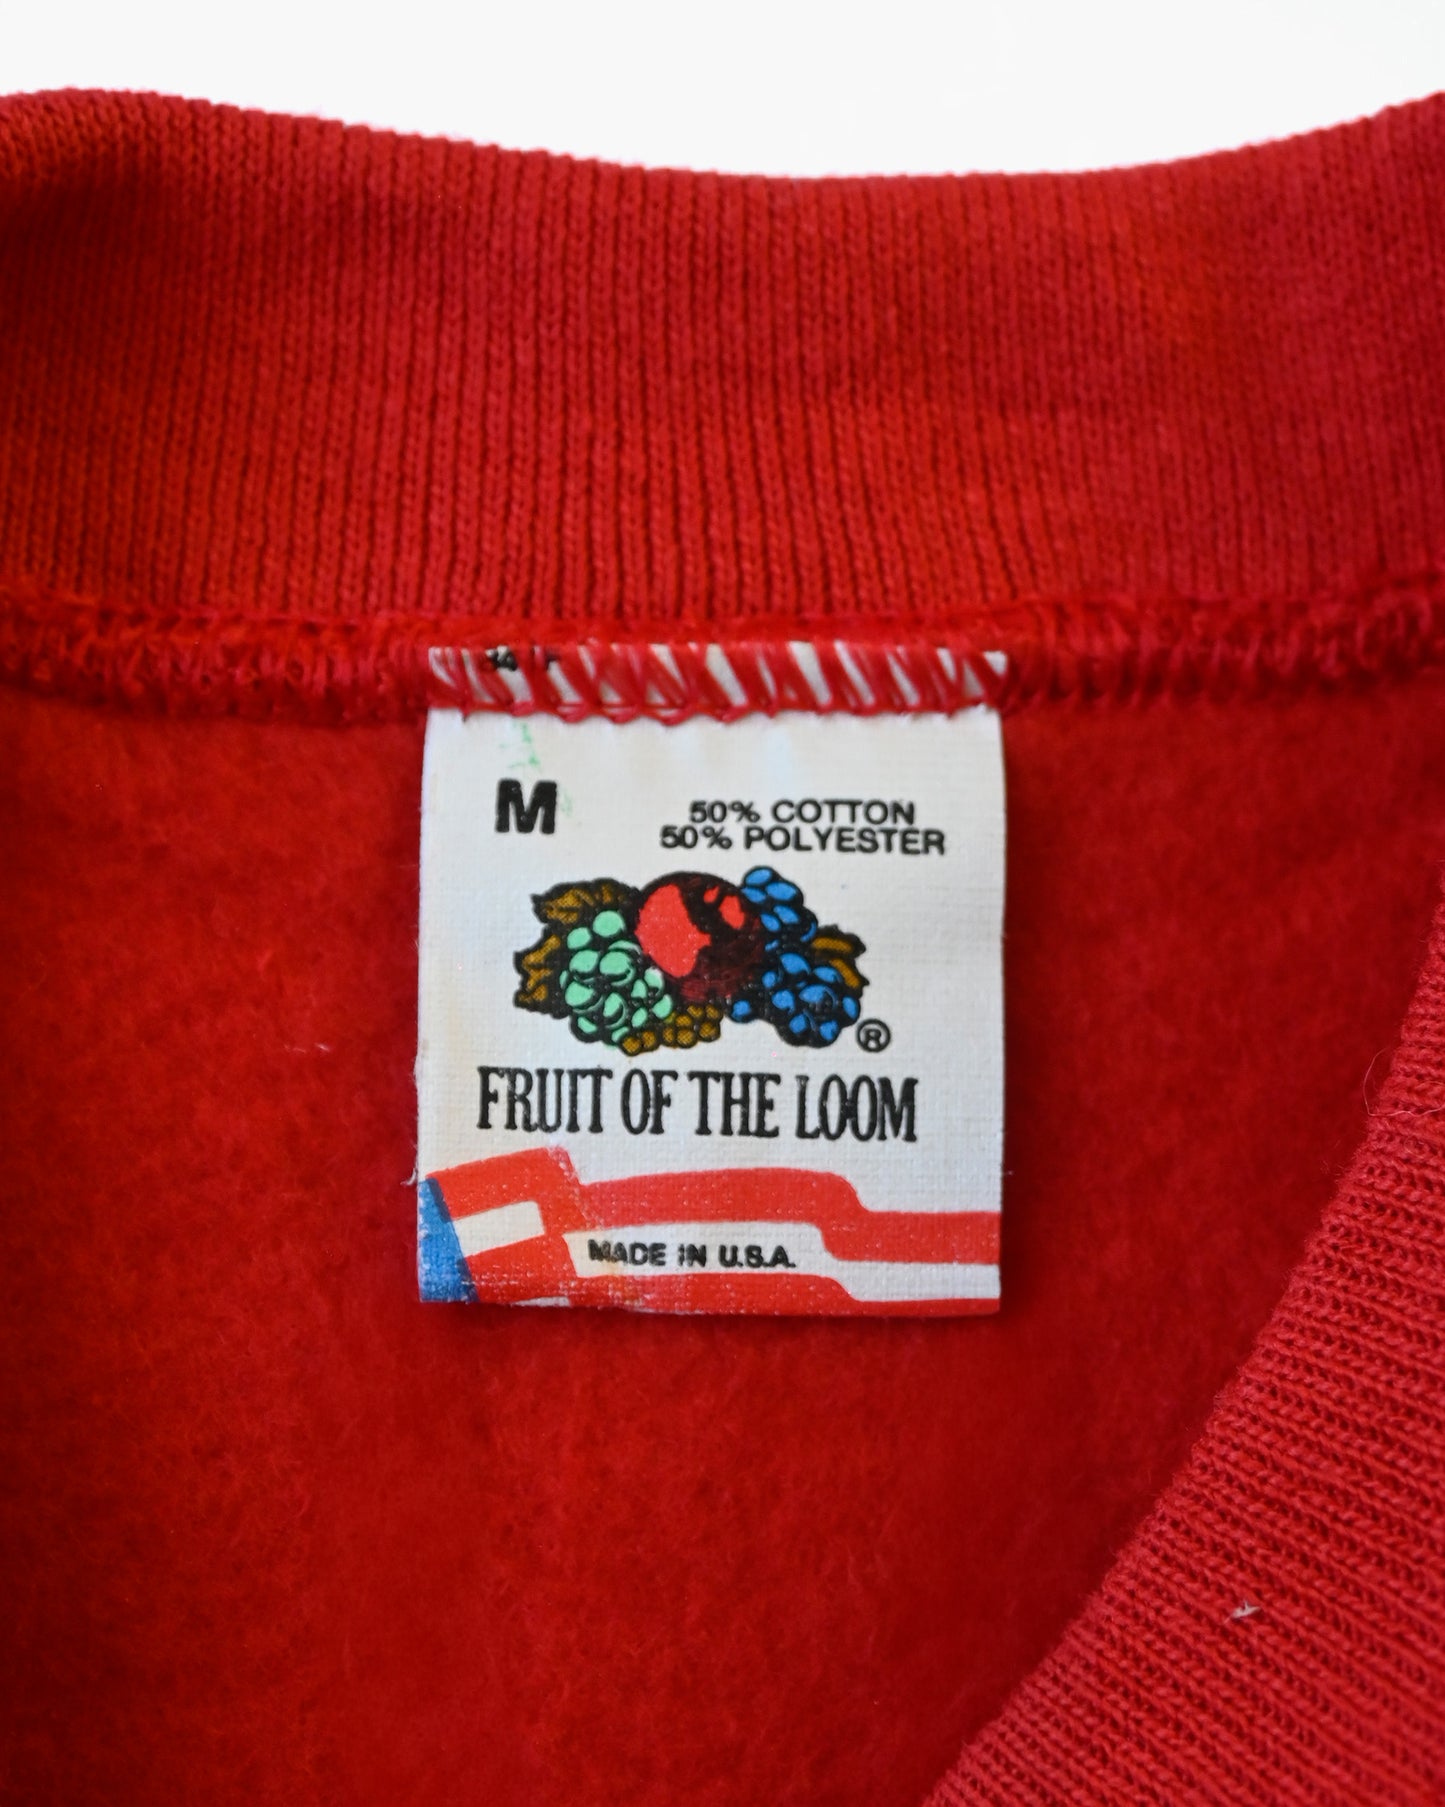 M
50% COTTON
50% POLYESTER
®
FRUIT OF THE LOOM
MADE IN U.S.A.